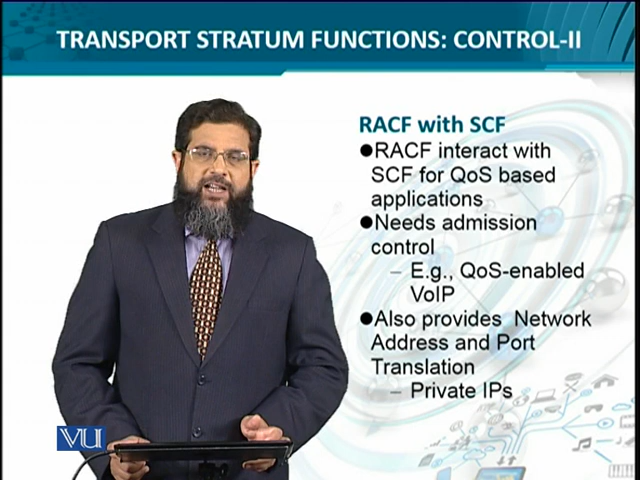 TRANSPORT STRATUM FUNCTIONS: CONTROL-II
RACF with SCF
●RACF interact with
SCF for QoS based
applications
●Needs admission
control
– E.g., QoS-enabled
VoIP
●Also provides Network
Address and Port
Translation
– Private IPs
VU